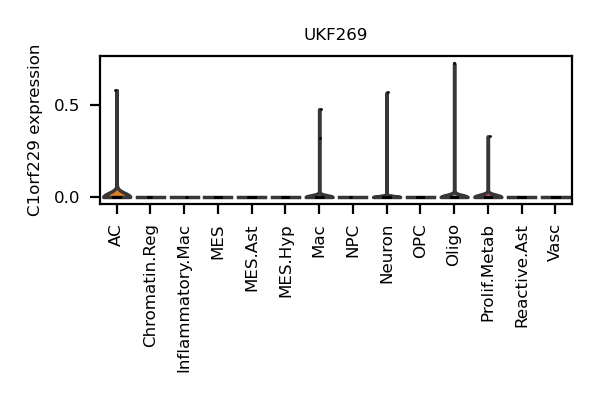 UKF269
C1orf229 expression
0.5
0.0
AC
Chromatin.Reg
Inflammatory.Mac
MES
MES.Ast
MES.Hyp
Mac
NPC
Neuron
OPC
Oligo
Prolif.Metab
Reactive.Ast
Vasc